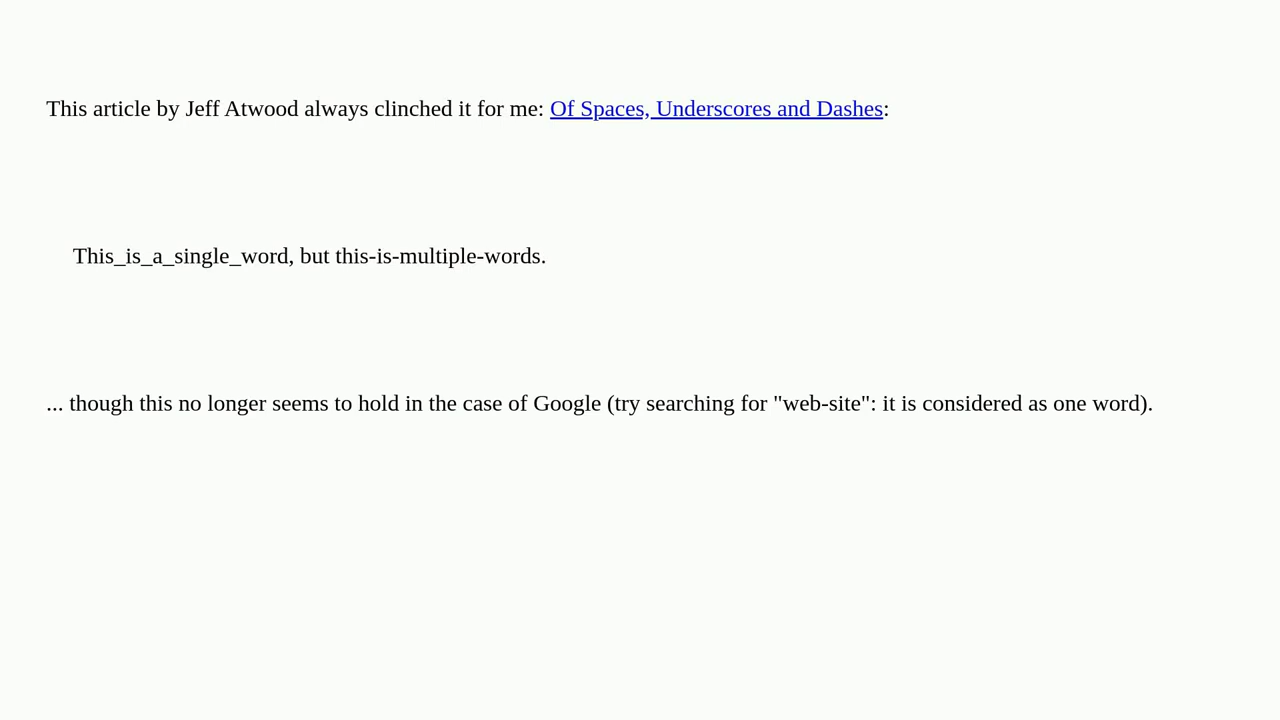 This article by Jeff Atwood always clinched it for me: Of Spaces, Underscores and Dashes:
This_is_a_single_word, but this-is-multiple-words.
... though this no longer seems to hold in the case of Google (try searching for "web-site": it is considered as one word).